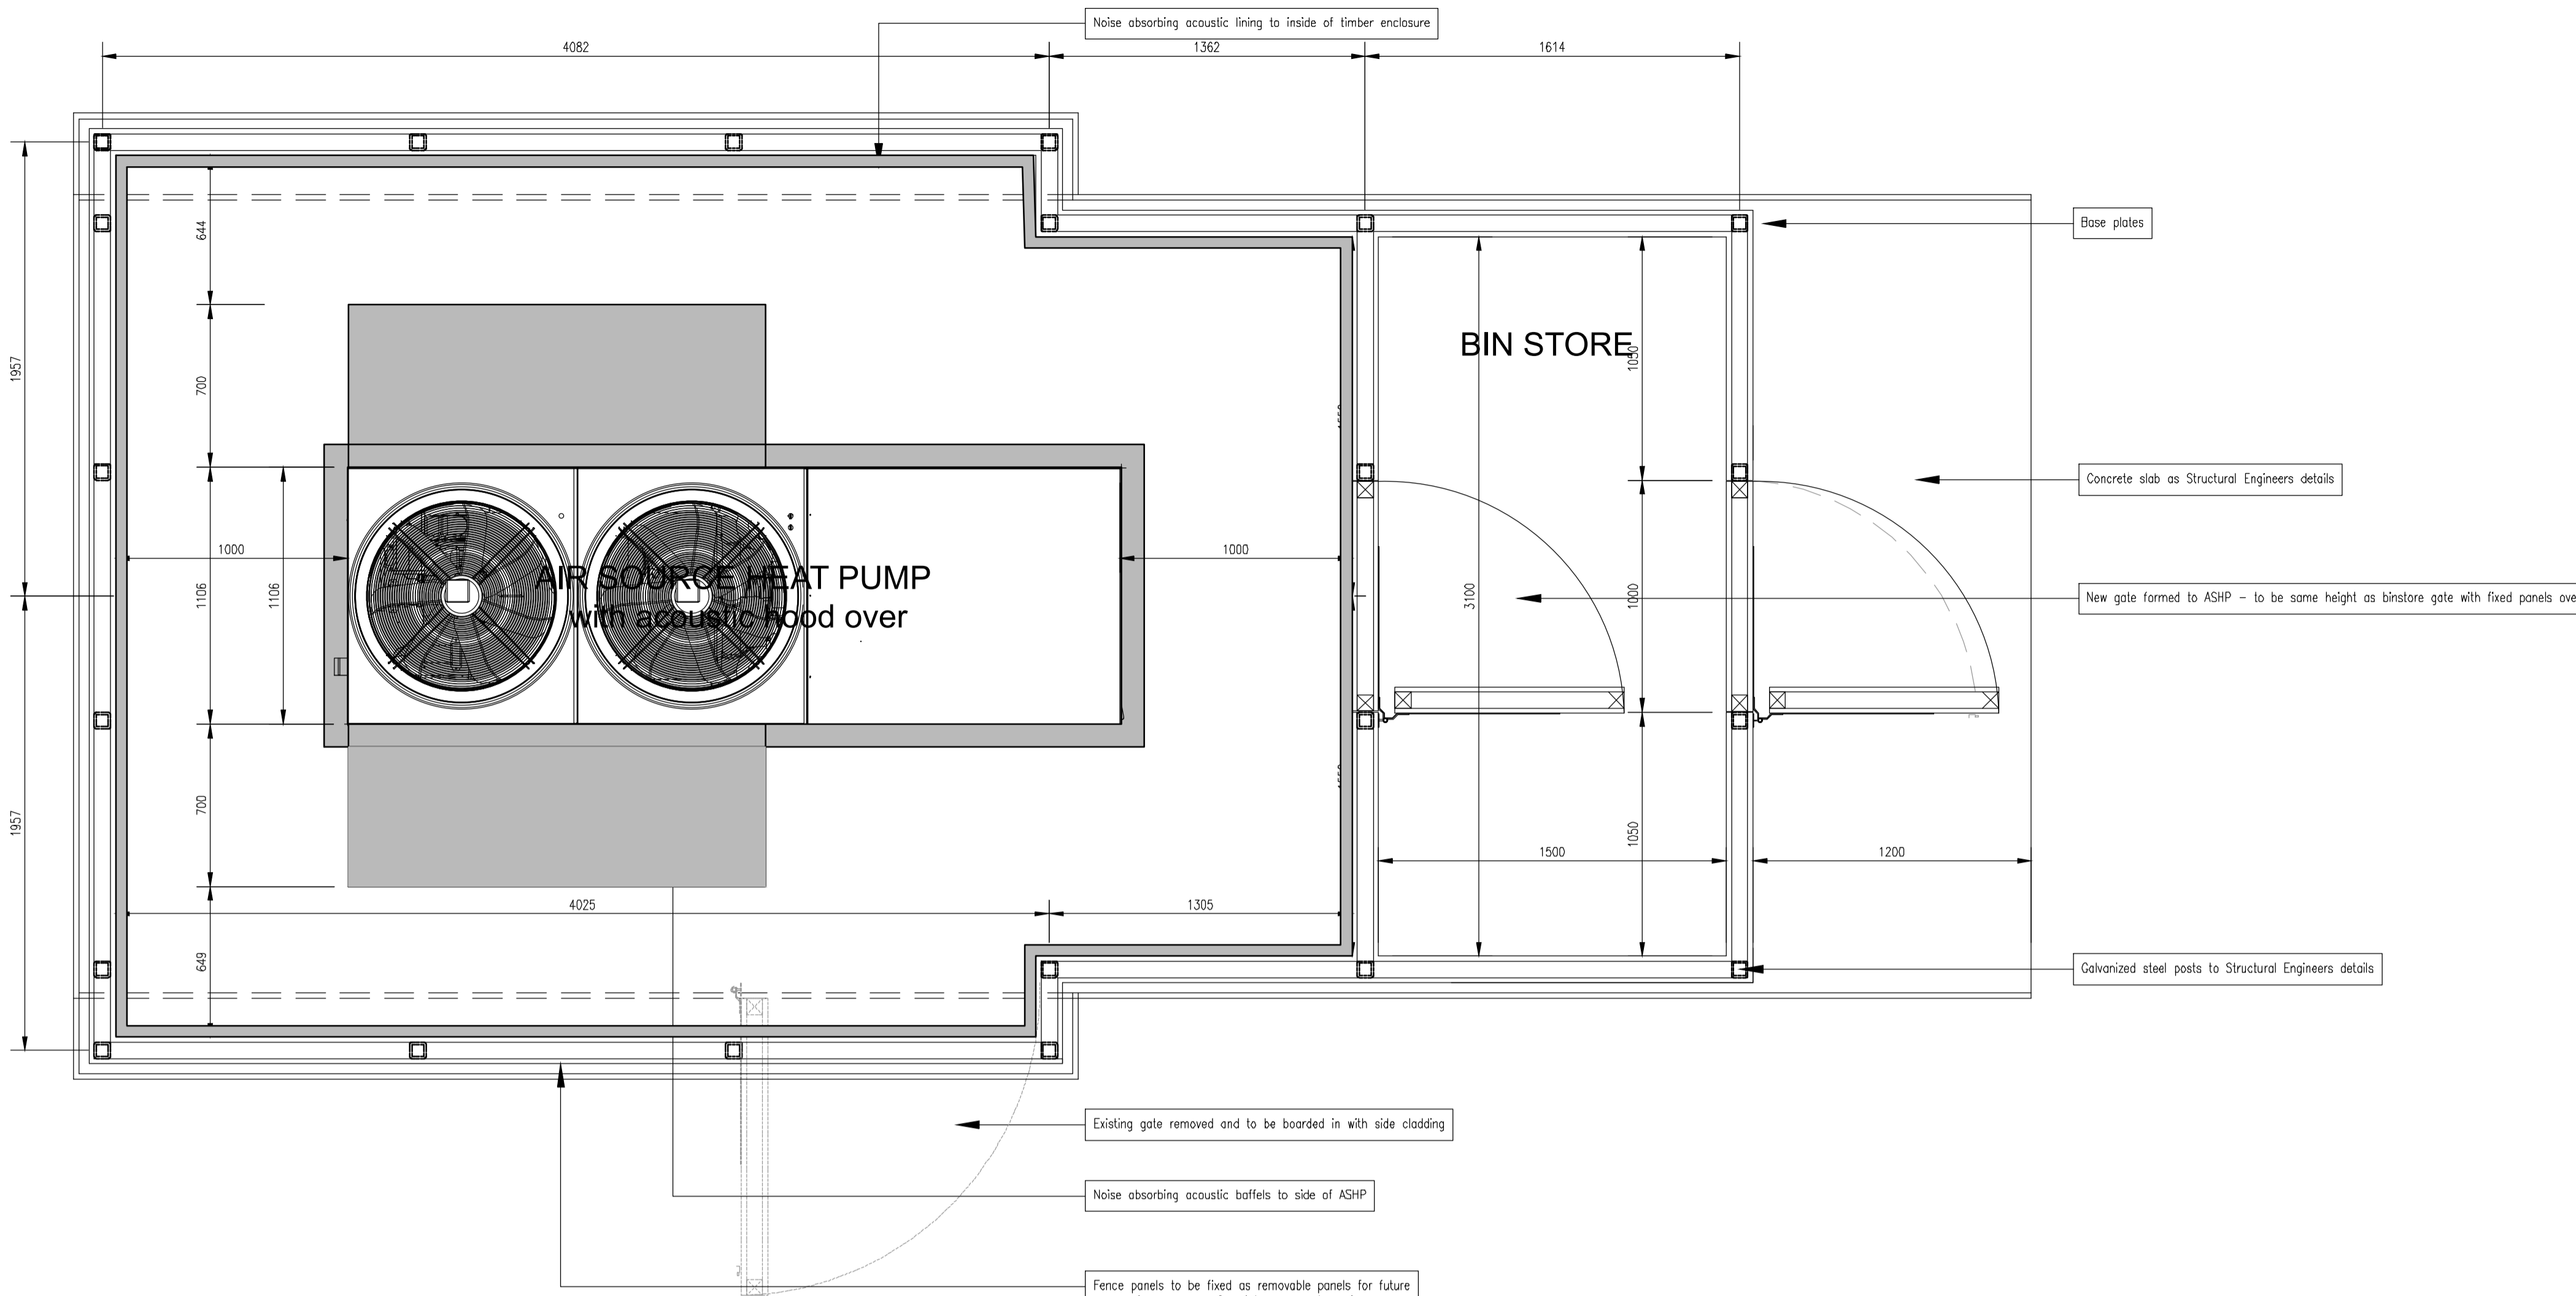 Noise absorbing acoustic lining to inside of timber enclosure
4082
1362
1614
Base plates
644
1957
BIN STORE
1050
700
Concrete slab as Structural Engineers details
1000
1000
AIR SOURCE HEAT PUMP
with acoustic hood over
1106
1106
3100
1000
New gate formed to ASHP – to be same height as binstore gate with fixed panels
700
1957
1050
1500
1200
4025
1305
649
Galvanized steel posts to Structural Engineers details
Existing gate removed and to be boarded in with side cladding
Noise absorbing acoustic baffels to side of ASHP
Fence panels to be fixed as removable panels for future